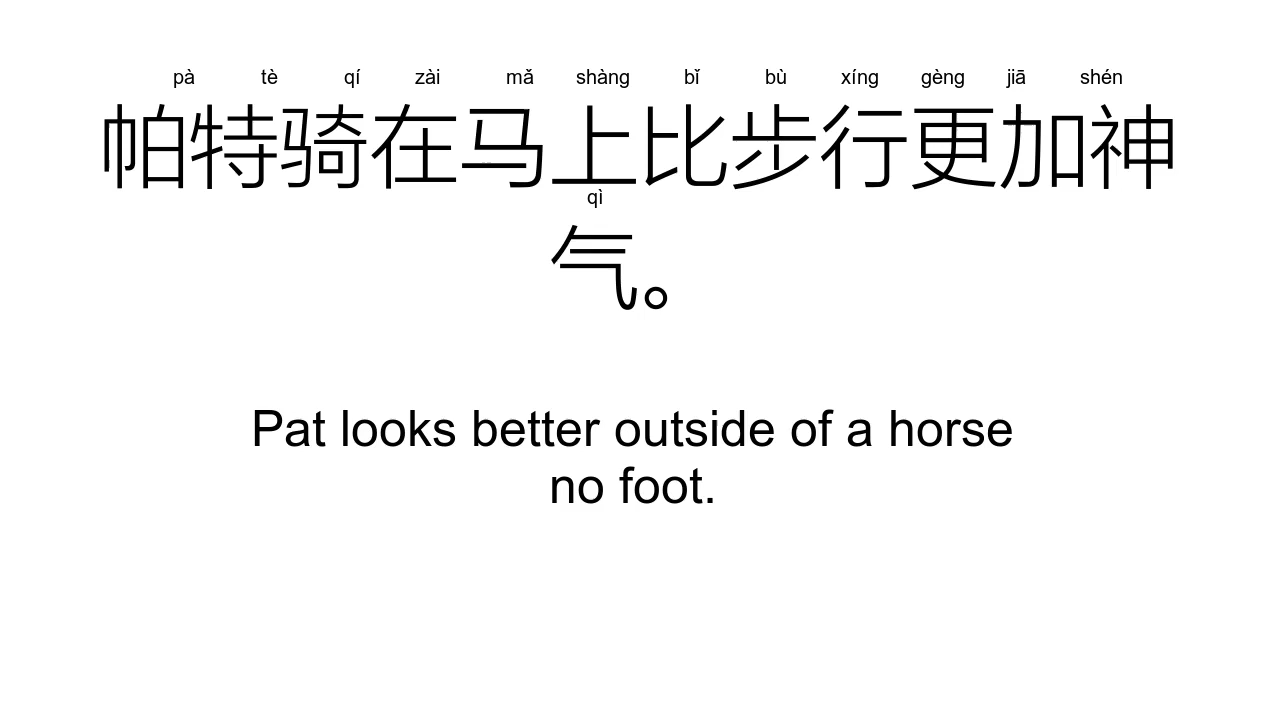 pà tè qí zài mǎ shàng bǐ bù xíng gèng jiā shén
帕特骑在马上比步行更加神
qì
气。
Pat looks better outside of a horse
no foot.